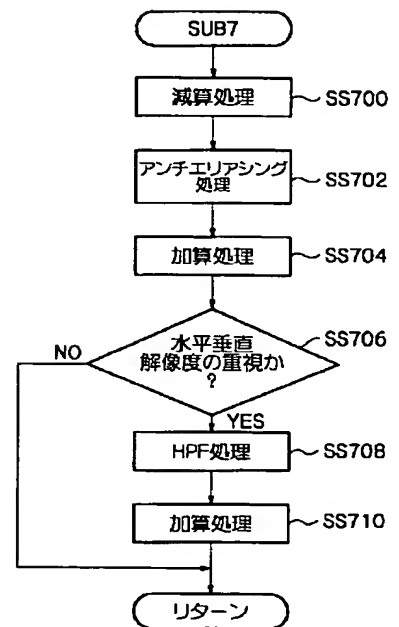 SUB7
減算処理
SS700
アンチエリアシング
処理
SS702
加算処理
SS704
水平垂直
解像度の重視か
?
SS706
NO
YES
HPF処理
SS708
加算処理
SS710
リターン